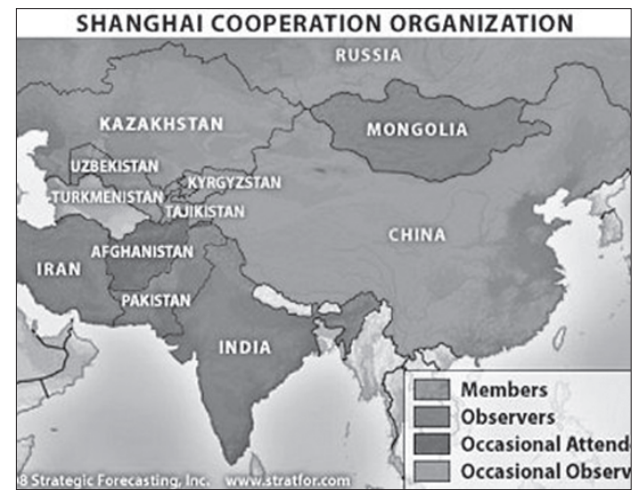 SHANGHAI COOPERATION ORGANIZATION
RUSSIA
KAZAKHSTAN
MONGOLIA
UZBEKISTAN
KYRGYZSTAN
TURKMENISTAN
TAJIKISTAN
CHINA
AFGHANISTAN
IRAN
PAKISTAN
INDIA
Members
Observers
Occasional Attend
Occasional Observ
8 Strategic Forecasting, Inc. www.stratfor.com